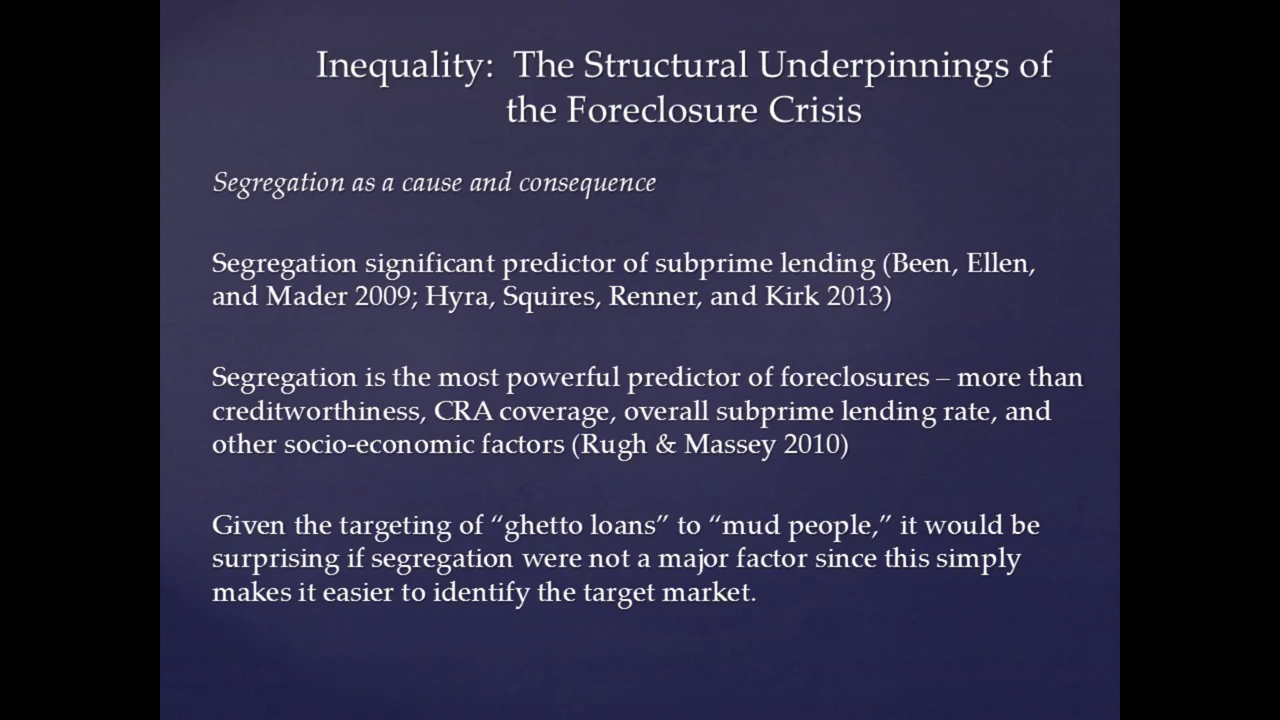 Inequality:  The Structural Underpinnings of
the Foreclosure Crisis
Segregation as a cause and consequence
Segregation significant predictor of subprime lending (Been, Ellen,
and Mader 2009; Hyra, Squires, Renner, and Kirk 2013)
Segregation is the most powerful predictor of foreclosures – more than
creditworthiness, CRA coverage, overall subprime lending rate, and
other socio-economic factors (Rugh & Massey 2010)
Given the targeting of “ghetto loans” to “mud people,” it would be
surprising if segregation were not a major factor since this simply
makes it easier to identify the target market.